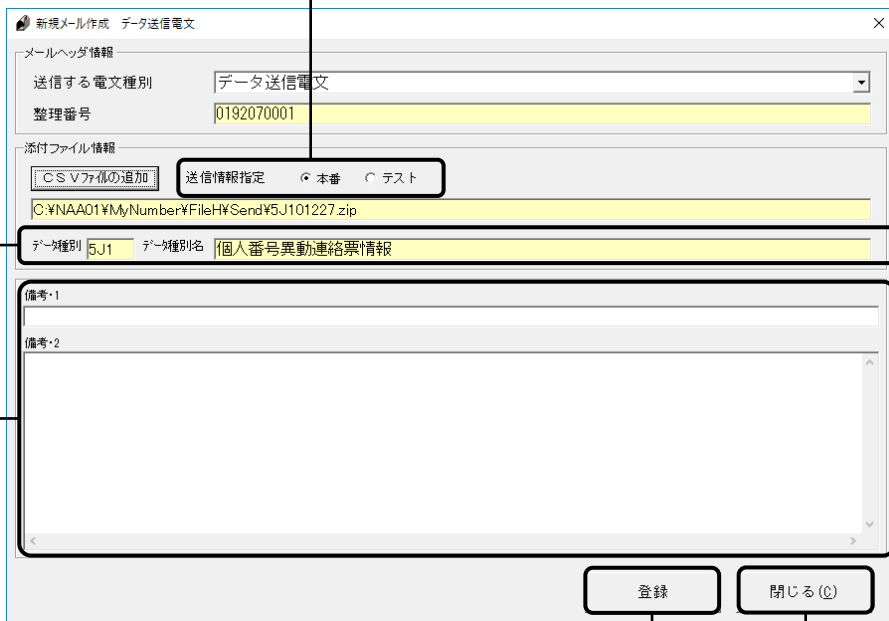 新規メール作成 データ送信電文
メールヘッダ情報
送信する電文種別 データ送信電文
整理番号 0192070001
添付ファイル情報
CSVファイルの追加 送信情報指定 本番 テスト
C:¥NAA01¥MyNumber¥FileH¥Send¥5J101227.zip
データ種別 5J1 データ種別名 個人番号異動連絡票情報
備考・1
備考・2
登録 閉じる(C)